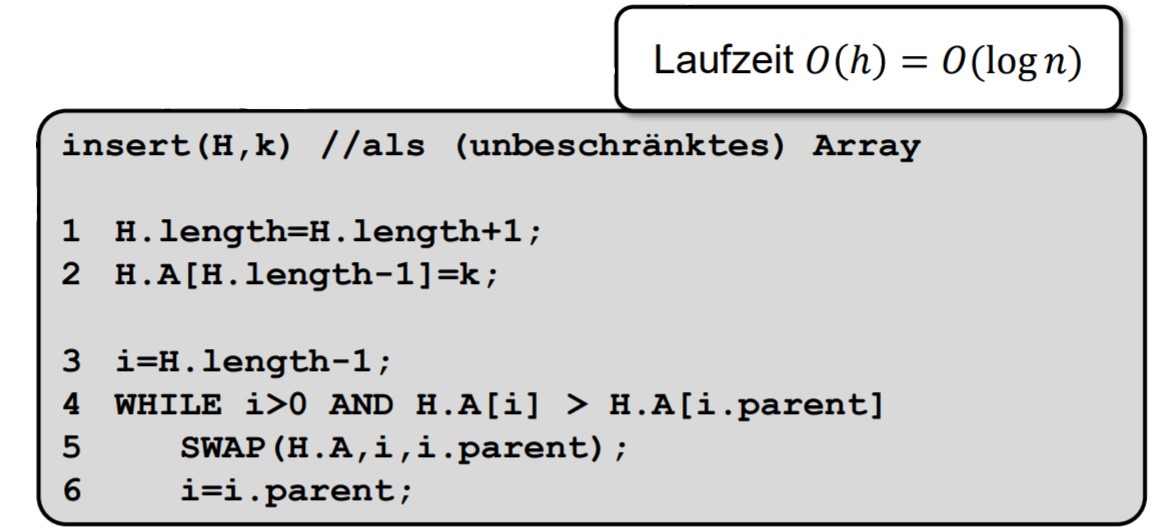 Laufzeit O(h) = O(log n)
insert(H,k) //als (unbeschränktes) Array
1 H.length=H.length+1;
2 H.A[H.length-1]=k;
3 i=H.length-1;
4 WHILE i>0 AND H.A[i] > H.A[i.parent]
5 SWAP(H.A,i,i.parent);
6 i=i.parent;